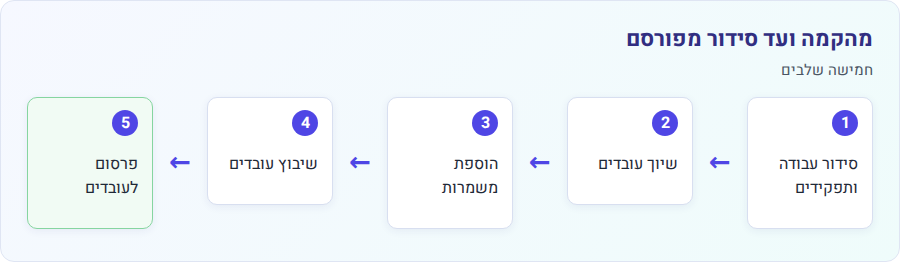 מהקמה ועד סידור מפורסם
חמישה שלבים
1
סידור עבודה
ותפקידים
←
2
שיוך עובדים
←
3
הוספת
משמרות
←
4
שיבוץ עובדים
←
5
פרסום
לעובדים